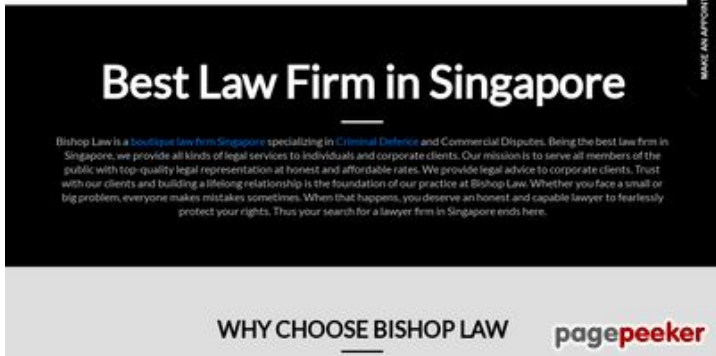 MAKE AN APPOINT
Best Law Firm in Singapore
Bishop Law is a boutique law firm Singapore specializing in Criminal Defence and Commercial Disputes. Being the best law firm in
Singapore, we provide all kinds of legal services to individuals and corporate clients. Our mission is to serve all members of the
public with top-quality legal representation at honest and affordable rates. We provide legal advice to corporate clients. Trust
with our clients and building a lifelong relationship is the foundation of our practice at Bishop Law. Whether you face a small or
big problem, everyone makes mistakes sometimes. When that happens, you deserve an honest and capable lawyer to fearlessly
protect your rights. Thus your search for a lawyer firm in Singapore ends here.
WHY CHOOSE BISHOP LAW
pagepeeker